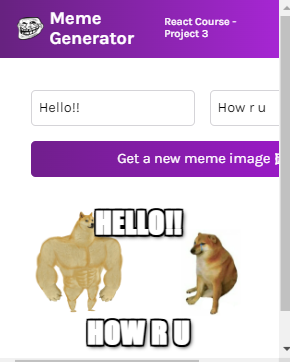 Meme
Generator
React Course -
Project 3
Hello!!
How r u
Get a new meme image
HELLO!!
HOW R U